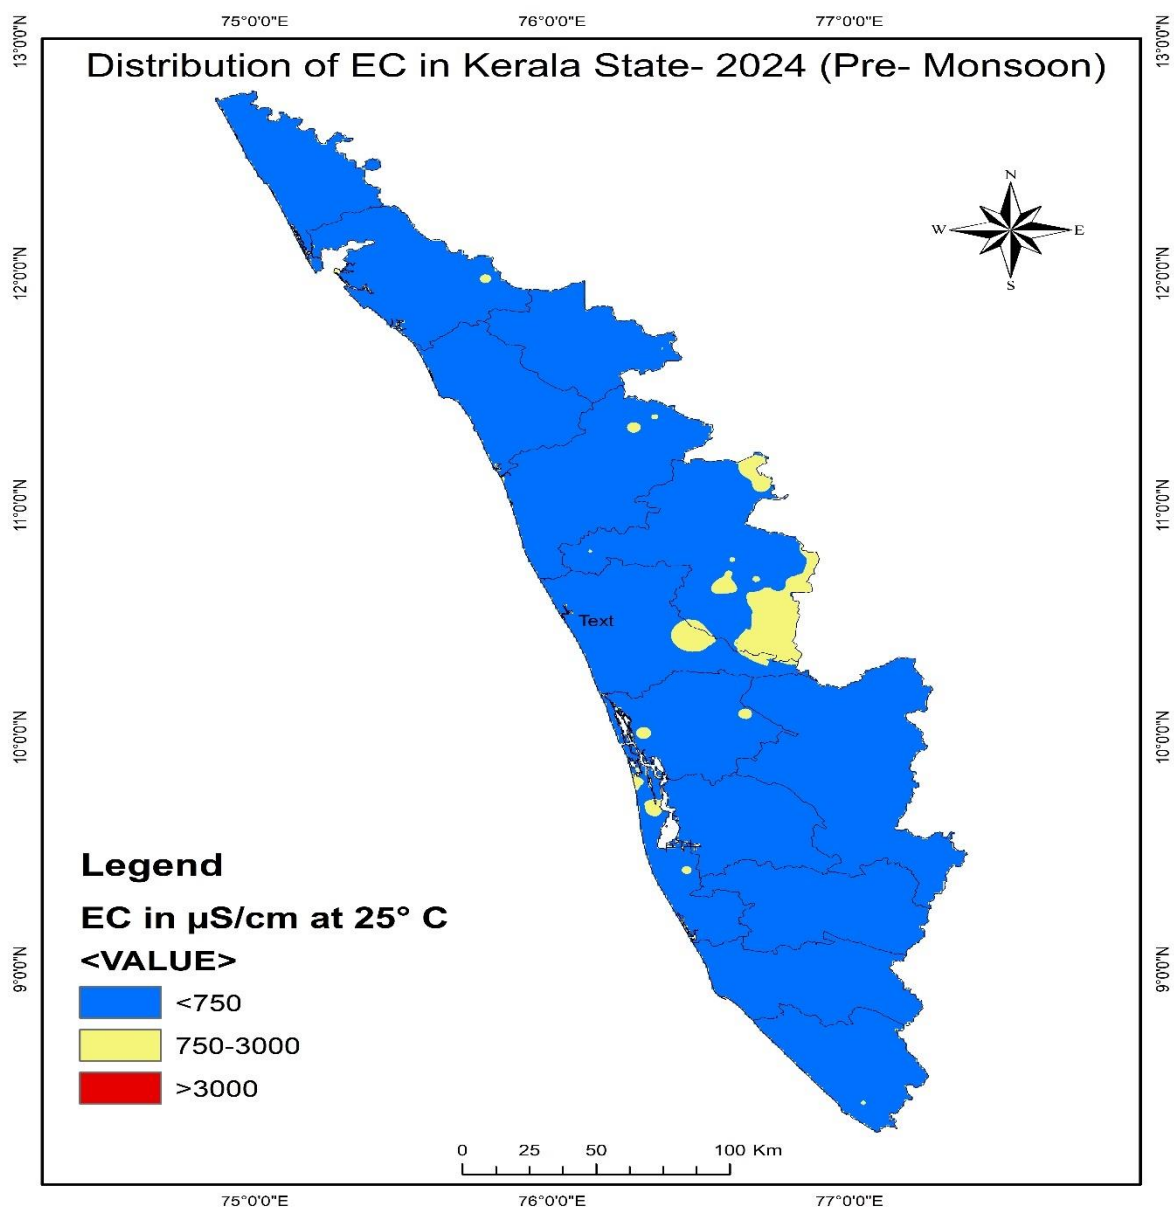 75°0'0"E 76°0'0"E 77°0'0"E
13°0'0"N 13°0'0"N
Distribution of EC in Kerala State- 2024 (Pre- Monsoon)
N
W E
S
12°0'0"N 12°0'0"N
11°0'0"N 11°0'0"N
Text
10°0'0"N 10°0'0"N
Legend
EC in µS/cm at 25° C
<VALUE>
9°0'0"N 9°0'0"N
<750
750-3000
>3000
0 25 50 100 Km
75°0'0"E 76°0'0"E 77°0'0"E